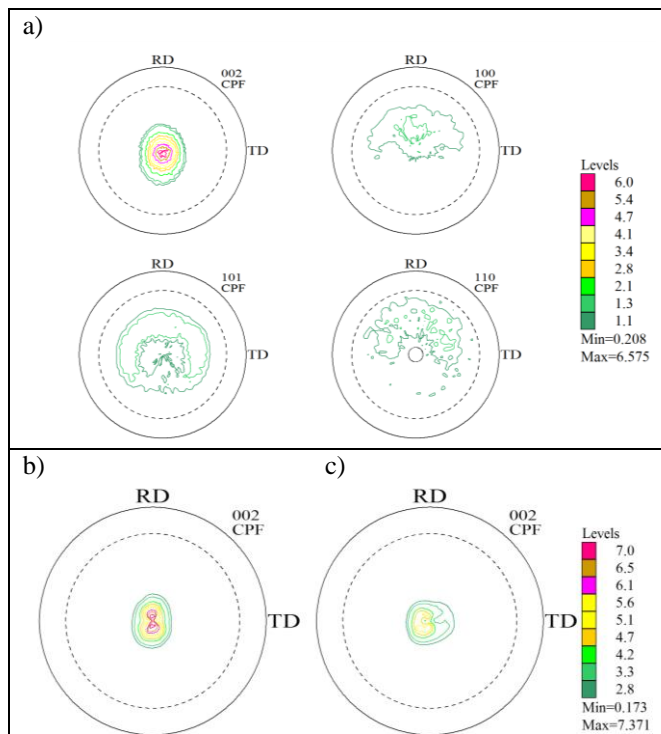 a)
RD
002
CPF
TD
RD
100
CPF
TD
RD
101
CPF
TD
RD
110
CPF
TD
Levels
6.0
5.4
4.7
4.1
3.4
2.8
2.1
1.3
1.1
Min=0.208
Max=6.575
b)
RD
002
CPF
TD
c)
RD
002
CPF
TD
Levels
7.0
6.5
6.1
5.6
5.1
4.7
4.2
3.3
2.8
Min=0.173
Max=7.371